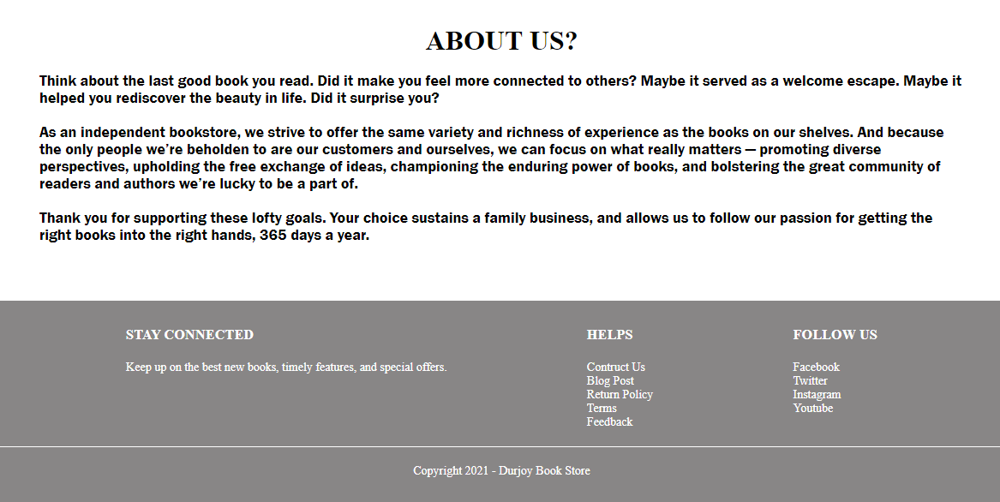 ABOUT US?
Think about the last good book you read. Did it make you feel more connected to others? Maybe it served as a welcome escape. Maybe it
helped you rediscover the beauty in life. Did it surprise you?
As an independent bookstore, we strive to offer the same variety and richness of experience as the books on our shelves. And because
the only people we’re beholden to are our customers and ourselves, we can focus on what really matters — promoting diverse
perspectives, upholding the free exchange of ideas, championing the enduring power of books, and bolstering the great community of
readers and authors we’re lucky to be a part of.
Thank you for supporting these lofty goals. Your choice sustains a family business, and allows us to follow our passion for getting the
right books into the right hands, 365 days a year.
STAY CONNECTED
Keep up on the best new books, timely features, and special offers.
HELPS
Contruct Us
Blog Post
Return Policy
Terms
Feedback
FOLLOW US
Facebook
Twitter
Instagram
Youtube
Copyright 2021 - Durjoy Book Store